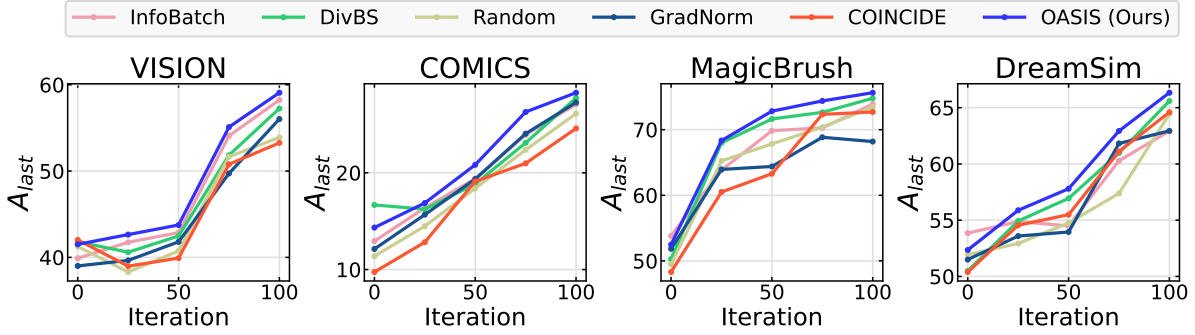 InfoBatch DivBS Random GradNorm COINCIDE OASIS (Ours)
VISION COMICS MagicBrush DreamSim
A_last
60
50
40
0 50 100
Iteration
A_last
20
10
0 50 100
Iteration
A_last
70
60
50
0 50 100
Iteration
A_last
65
60
55
50
0 50 100
Iteration